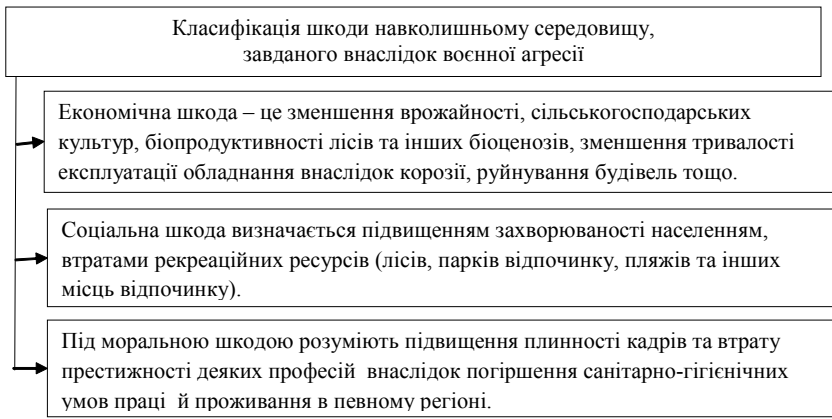 Класифікація шкоди навколишньому середовищу,
завданого внаслідок воєнної агресії
Економічна шкода – це зменшення врожайності, сільськогосподарських
культур, біопродуктивності лісів та інших біоценозів, зменшення тривалості
експлуатації обладнання внаслідок корозії, руйнування будівель тощо.
Соціальна шкода визначається підвищенням захворюваності населенням,
втратами рекреаційних ресурсів (лісів, парків відпочинку, пляжів та інших
місць відпочинку).
Під моральною шкодою розуміють підвищення плинності кадрів та втрату
престижності деяких професій внаслідок погіршення санітарно-гігієнічних
умов праці й проживання в певному регіоні.